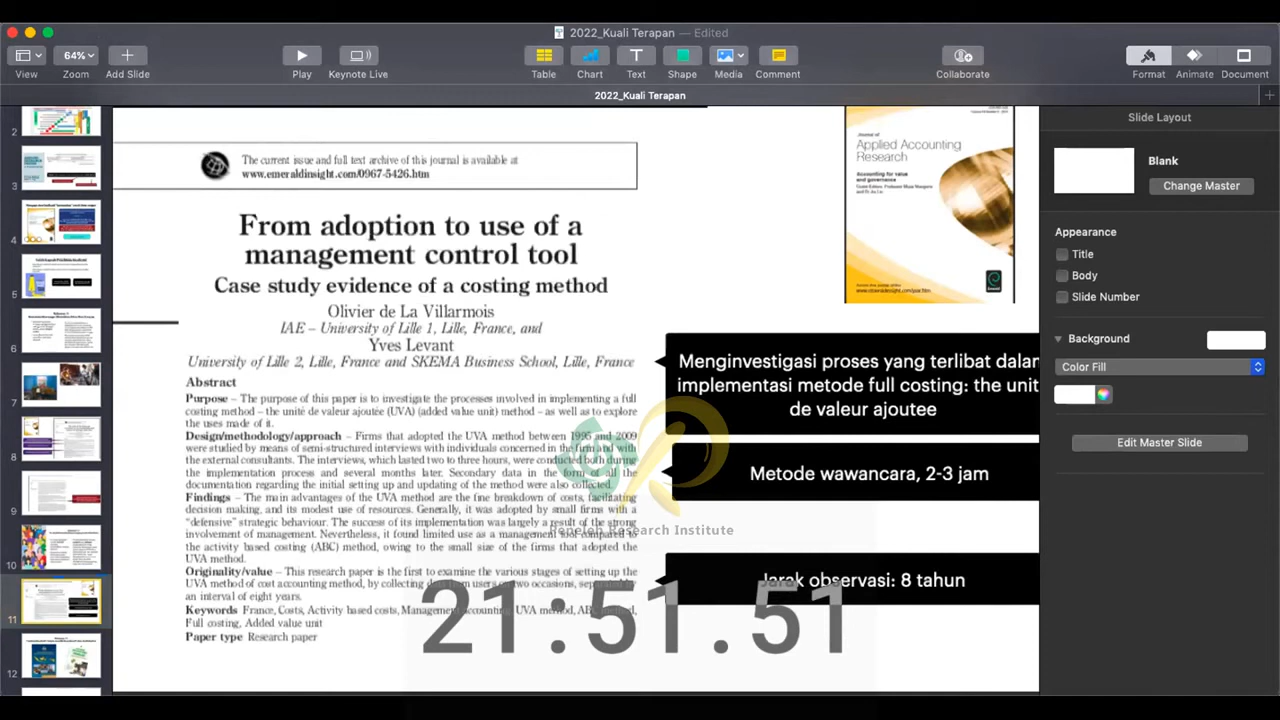 2022_Kuali Terapan — Edited
64%
View
Zoom
Add Slide
Play
Keynote Live
Table
Chart
Text
Shape
Media
Comment
Collaborate
Format
Animate
Document
2022_Kuali Terapan
2
3
4
5
6
7
8
9
10
11
12
The current issue and full text archive of this journal is available at
www.emeraldinsight.com/0967-5426.htm
From adoption to use of a
management control tool
Case study evidence of a costing method
Olivier de La Villarmois
IAE – University of Lille 1, Lille, France, and
Yves Levant
University of Lille 2, Lille, France and SKEMA Business School, Lille, France
Abstract
Purpose – The purpose of this paper is to investigate the processes involved in implementing a full
costing method – the unité de valeur ajoutée (UVA) (added value unit) method – as well as to explore
the uses made of it.
Design/methodology/approach – Firms that adopted the UVA method between 1995 and 2009
were studied by means of semi-structured interviews with individuals concerned in the firm and with
the external consultants. The interviews, which lasted two to three hours, were conducted both during
the implementation process and several months later. Secondary data in the form of all the
documentation regarding the initial setting up and updating of the method were also collected.
Findings – The main advantages of the UVA method are the fine breakdown of costs, facilitating
decision making, and its modest use of resources. Generally, it was adopted by small firms with a
“defensive” strategic behaviour. The success of its implementation was largely a result of the strong
involvement of management. Nevertheless, it found limited use as a management tool compared to
the activity based costing (ABC) method, owing to the small size of the firms that adopted the
UVA method.
Originality/value – This research paper is the first to examine the various stages of setting up the
UVA method of cost accounting method, by collecting data from users on two occasions, separated by
an interval of eight years.
Keywords France, Costs, Activity based costs, Management accounting, UVA method, ABC method,
Full costing, Added value unit
Paper type Research paper
Journal of
Applied Accounting
Research
Accounting for value
and governance
Menginvestigasi proses yang terlibat dalam
implementasi metode full costing: the unit
de valeur ajoutee
Metode wawancara, 2-3 jam
Jarak observasi: 8 tahun
Peneleh Research Institute
21:51.51
Slide Layout
Blank
Change Master
Appearance
Title
Body
Slide Number
Background
Color Fill
Edit Master Slide